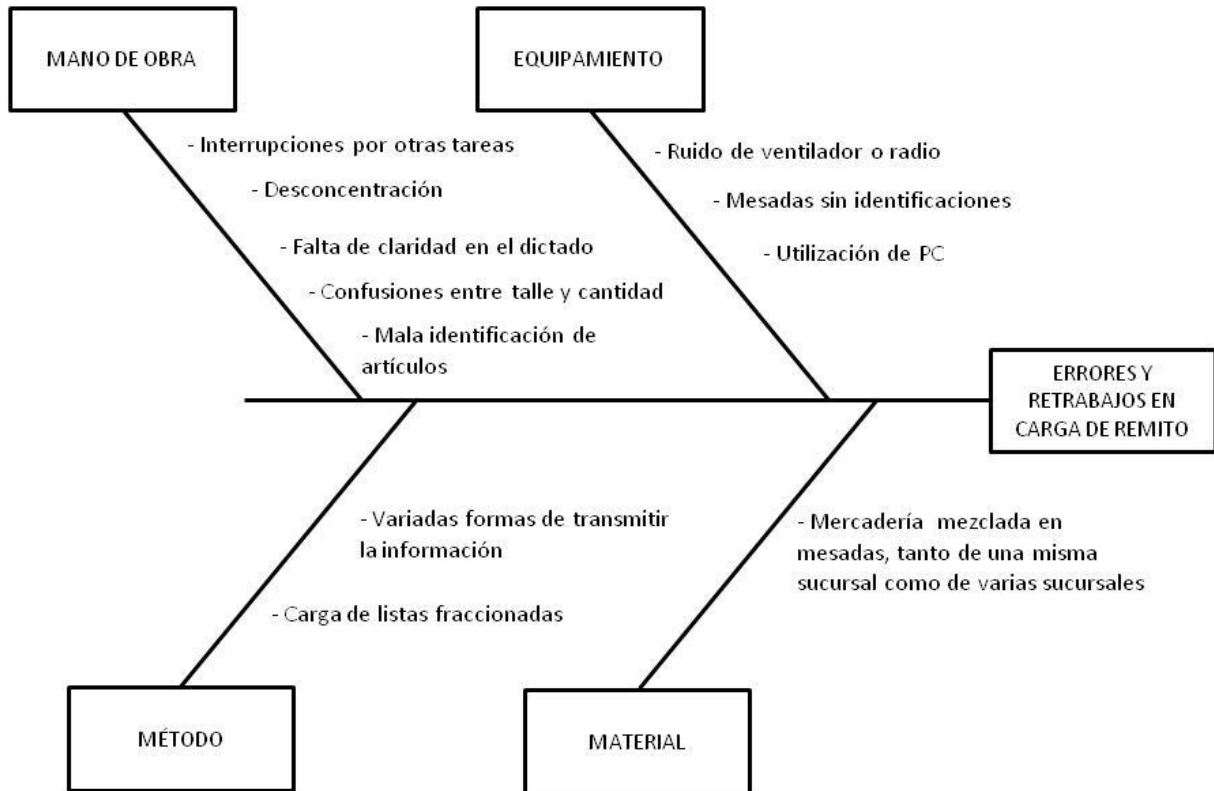 MANO DE OBRA
EQUIPAMIENTO
- Interrupciones por otras tareas
- Desconcentración
- Falta de claridad en el dictado
- Confusiones entre talle y cantidad
- Mala identificación de
artículos
- Ruido de ventilador o radio
- Mesadas sin identificaciones
- Utilización de PC
ERRORES Y
RETRABAJOS EN
CARGA DE REMITO
- Variadas formas de transmitir
la información
- Carga de listas fraccionadas
- Mercadería mezclada en
mesadas, tanto de una misma
sucursal como de varias sucursales
MÉTODO
MATERIAL